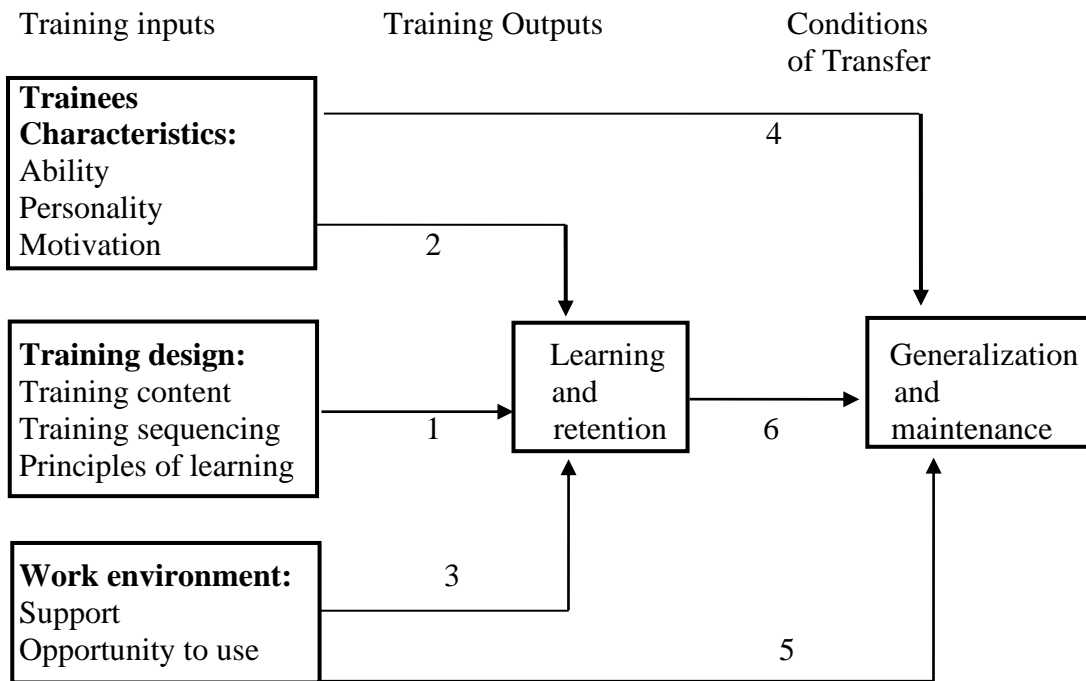 Training inputs
Training Outputs
Conditions
of Transfer
Trainees
Characteristics:
Ability
Personality
Motivation
4
2
Training design:
Training content
Training sequencing
Principles of learning
1
Learning
and
retention
6
Generalization
and
maintenance
Work environment:
Support
Opportunity to use
3
5